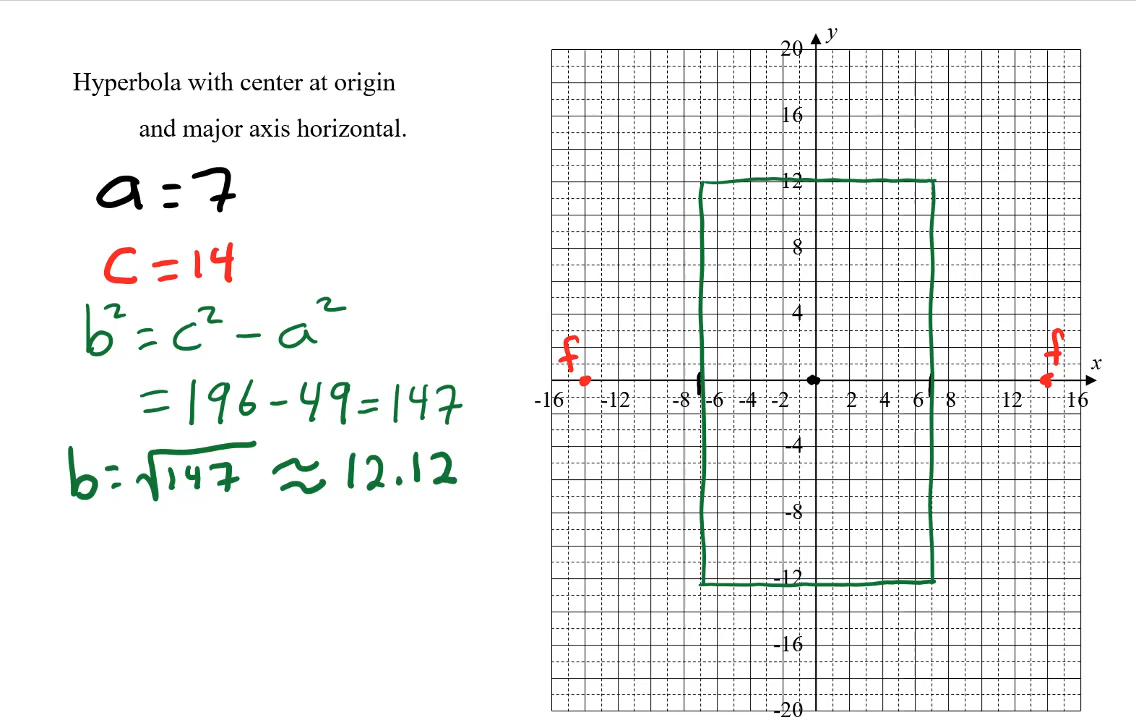 Hyperbola with center at origin
and major axis horizontal.
a = 7
c = 14
b² = c² - a²
= 196 - 49 = 147
b = √147 ≈ 12.12
y
20
16
12
8
4
f
f
x
-16 -12 -8 -6 -4 -2 2 4 6 8 12 16
-4
-8
-12
-16
-20